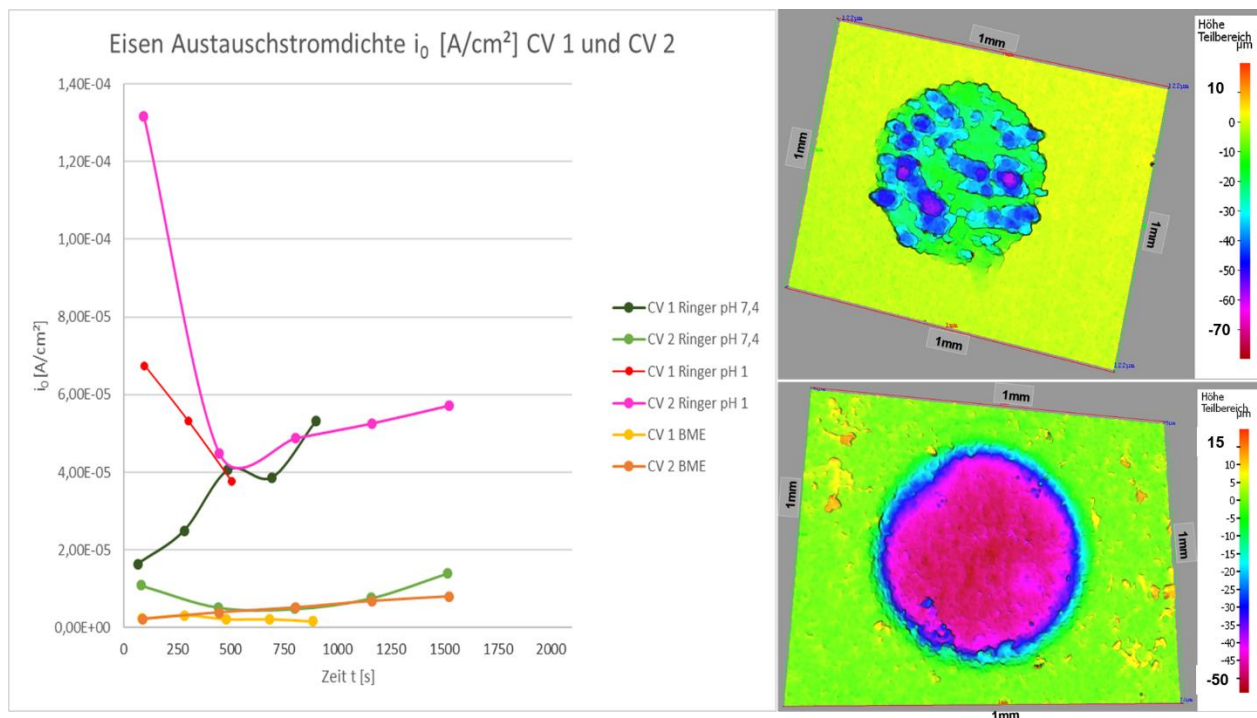 Eisen Austauschstromdichte i₀ [A/cm²] CV 1 und CV 2
1,40E-04
1,20E-04
1,00E-04
8,00E-05
6,00E-05
4,00E-05
2,00E-05
0,00E+00
i₀ [A/cm²]
0 250 500 750 1000 1250 1500 1750 2000
Zeit t [s]
CV 1 Ringer pH 7,4
CV 2 Ringer pH 7,4
CV 1 Ringer pH 1
CV 2 Ringer pH 1
CV 1 BME
CV 2 BME
122µm
1mm
122µm
1mm
1mm
1mm
122µm
Höhe
Teilbereich
µm
10
0
-10
-20
-30
-40
-50
-60
-70
1mm
1mm
1mm
1mm
Höhe
Teilbereich
µm
15
5
0
-5
-10
-15
-20
-25
-30
-35
-40
-45
-50